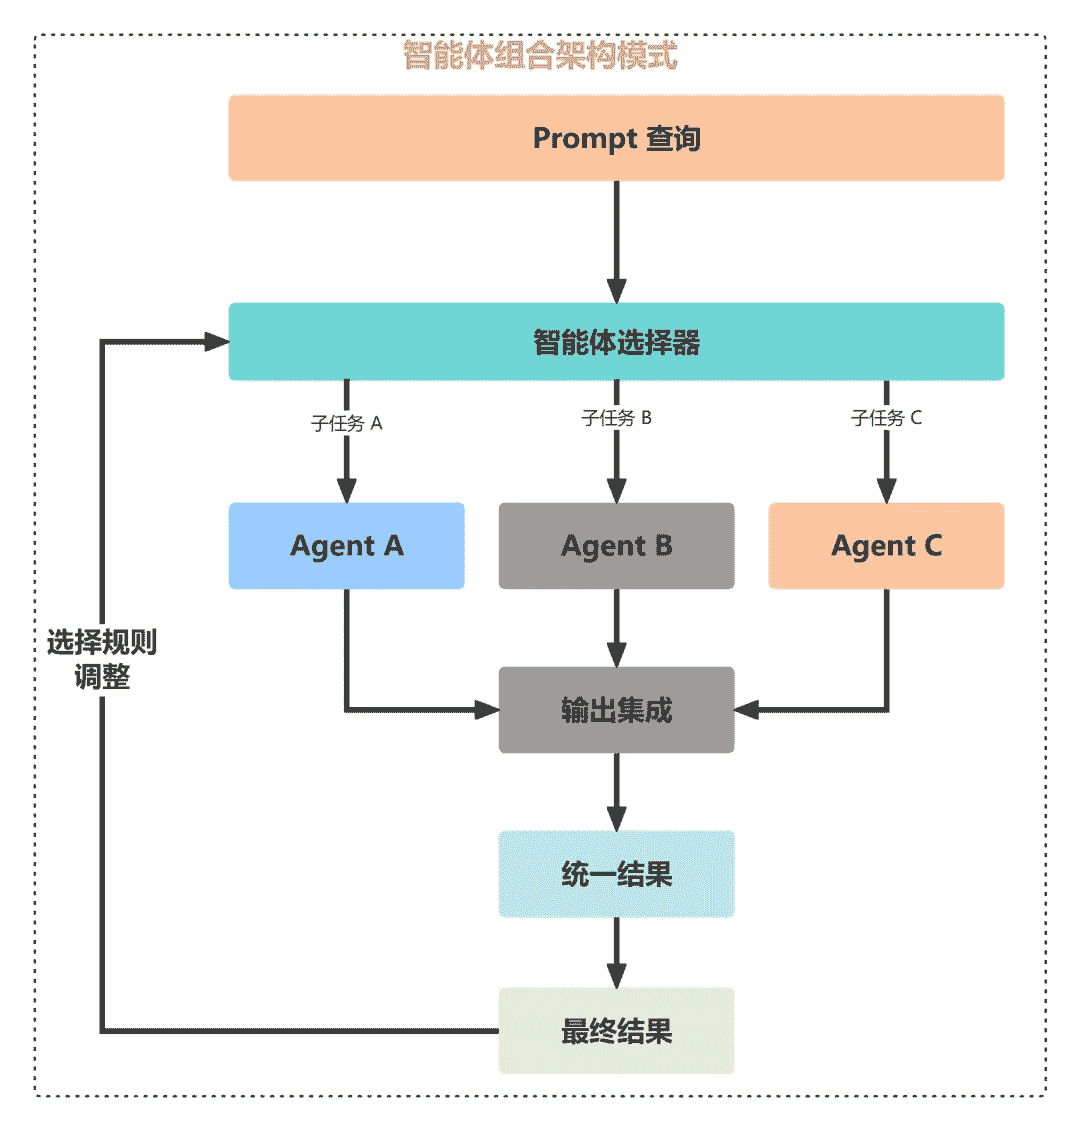 智能体组合架构模式
Prompt 查询
智能体选择器
子任务 A
子任务 B
子任务 C
Agent A
Agent B
Agent C
选择规则
调整
输出集成
统一结果
最终结果